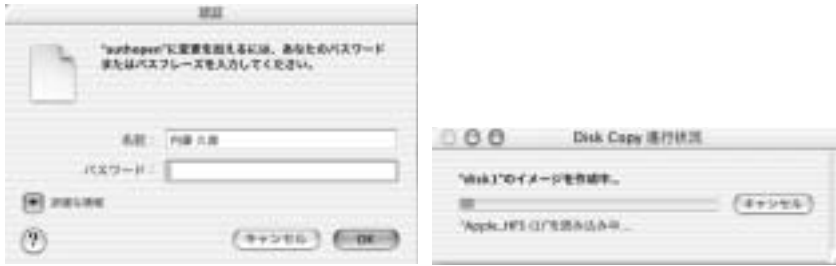 認証
"authopen"に変更を加えるには、あなたのパスワード
またはパスフレーズを入力してください。
名前：
パスワード：
詳細な情報
?
キャンセル
OK
Disk Copy 進行状況
"disk1"のイメージを作成中...
キャンセル
"Apple_HFS (3)"を読み込み中...